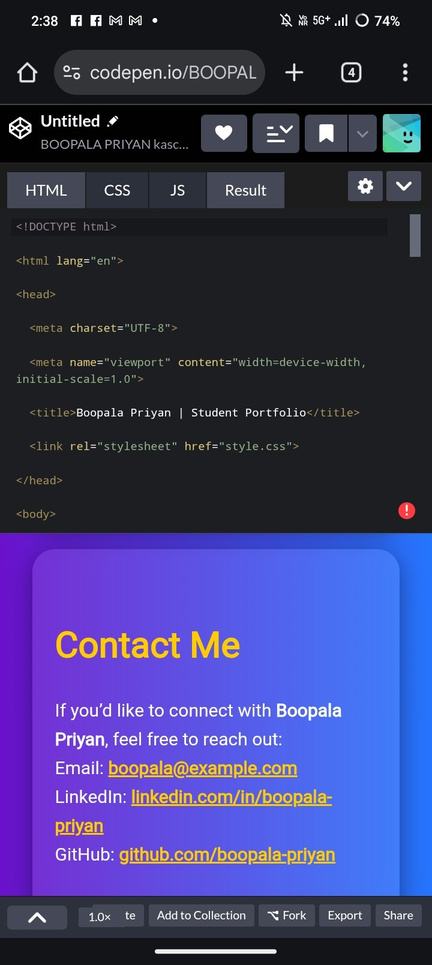 2:38 74%
5G+
codepen.io/BOOPAL
4
Untitled
BOOPALA PRIYAN kasc...
HTML CSS JS Result
<!DOCTYPE html>
<html lang="en">
<head>
<meta charset="UTF-8">
<meta name="viewport" content="width=device-width,
initial-scale=1.0">
<title>Boopala Priyan | Student Portfolio</title>
<link rel="stylesheet" href="style.css">
</head>
<body>
Contact Me
If you’d like to connect with Boopala
Priyan, feel free to reach out:
Email: boopala@example.com
LinkedIn: linkedin.com/in/boopala-
priyan
GitHub: github.com/boopala-priyan
1.0× te Add to Collection Fork Export Share